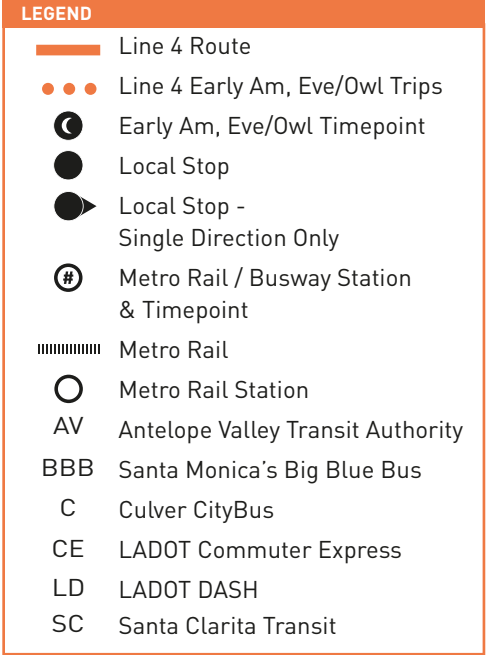 LEGEND
Line 4 Route
Line 4 Early Am, Eve/Owl Trips
Early Am, Eve/Owl Timepoint
Local Stop
Local Stop -
Single Direction Only
# Metro Rail / Busway Station
& Timepoint
Metro Rail
Metro Rail Station
AV Antelope Valley Transit Authority
BBB Santa Monica's Big Blue Bus
C Culver CityBus
CE LADOT Commuter Express
LD LADOT DASH
SC Santa Clarita Transit